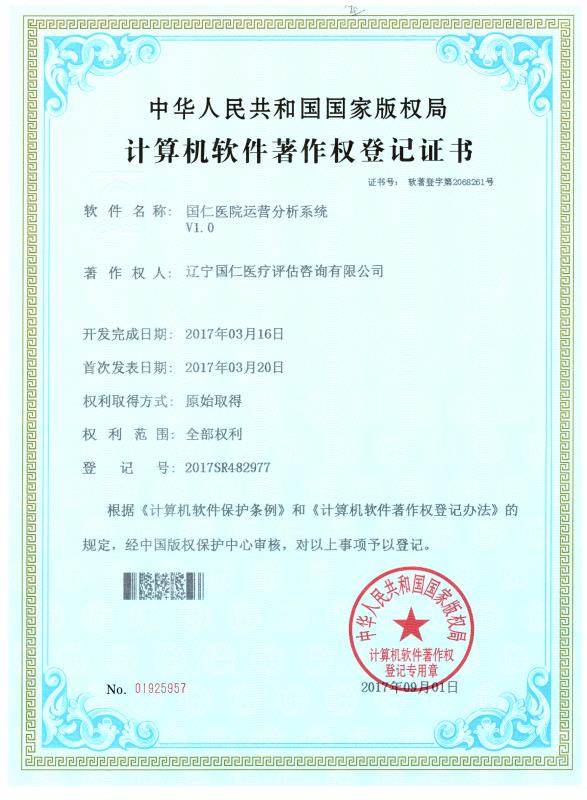 中华人民共和国国家版权局
计算机软件著作权登记证书
证书号： 软著登字第2068261号
软件名称： 国仁医院运营分析系统
V1.0
著作权人： 辽宁国仁医疗评估咨询有限公司
开发完成日期： 2017年03月16日
首次发表日期： 2017年03月20日
权利取得方式： 原始取得
权利范围： 全部权利
登记号： 2017SR482977
根据《计算机软件保护条例》和《计算机软件著作权登记办法》的
规定，经中国版权保护中心审核，对以上事项予以登记。
中华人民共和国国家版权局
计算机软件著作权
登记专用章
No. 01925957
2017年09月01日